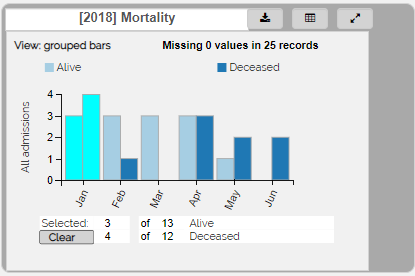 [2018] Mortality
View: grouped bars
Missing 0 values in 25 records
Alive
Deceased
All admissions
4
3
2
1
0
Jan
Feb
Mar
Apr
May
Jun
Selected: 3 of 13 Alive
Clear 4 of 12 Deceased